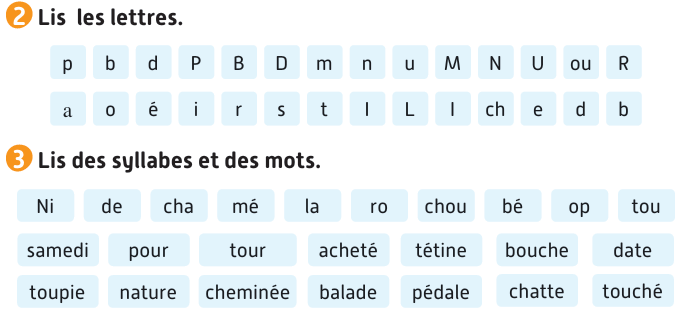 2 Lis les lettres.
p b d P B D m n u M N U ou R
a o é i r s t l L I ch e d b
3 Lis des syllabes et des mots.
Ni de cha mé la ro chou bé op tou
samedi pour tour acheté tétine bouche date
toupie nature cheminée balade pédale chatte touché